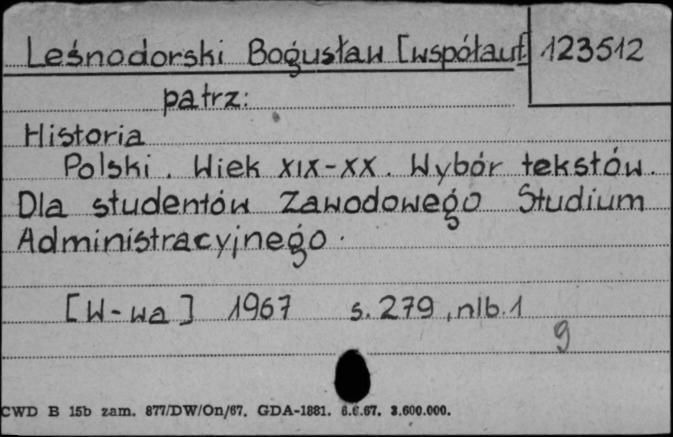 Leśnodorski Bogusław [współaut] 123512
patrz:
Historia
Polski. Wiek XIX-XX. Wybór tekstów.
Dla studentów Zawodowego Studium
Administracyjnego.
[W-wa] 1967 s. 279, nlb. 1
9
CWD B 15b zam. 877/DW/On/67. GDA-1881. 6.6.67. 3.600.000.